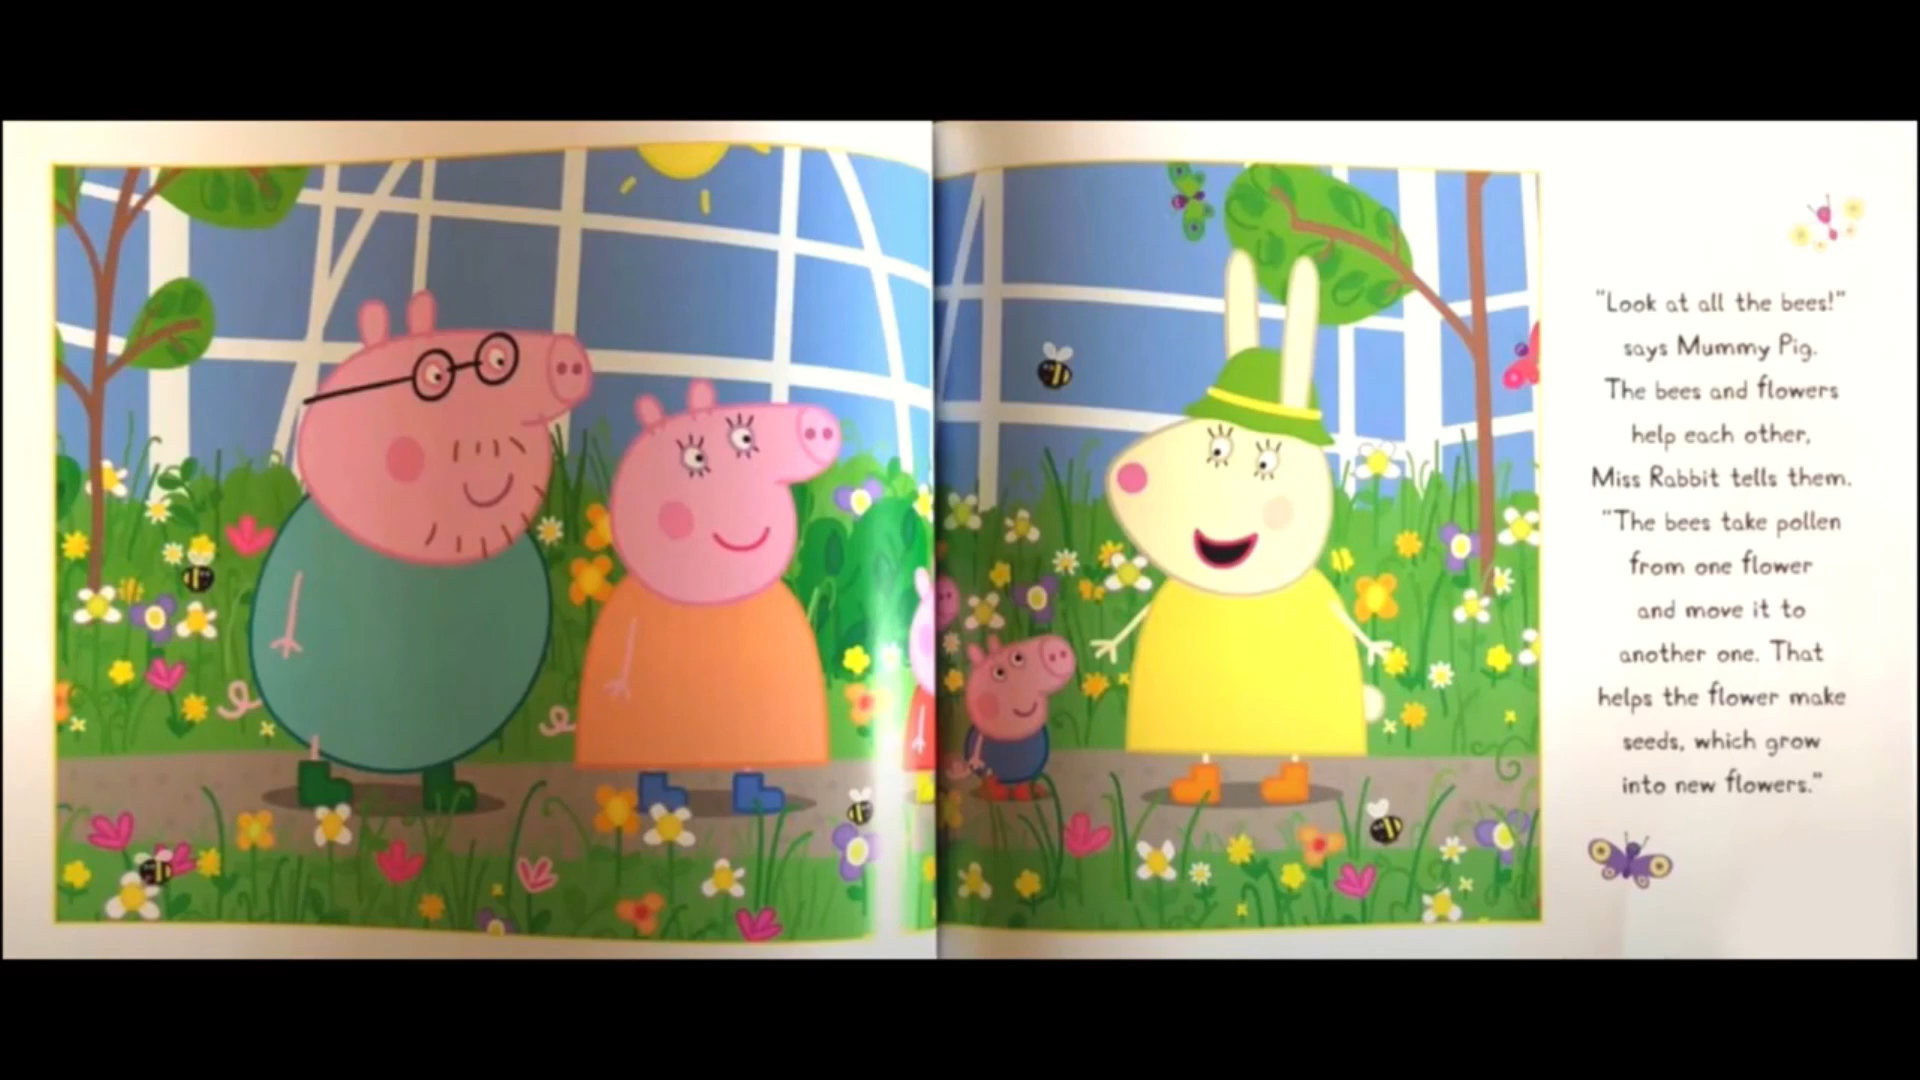 "Look at all the bees!"
says Mummy Pig.
The bees and flowers
help each other,
Miss Rabbit tells them.
"The bees take pollen
from one flower
and move it to
another one. That
helps the flower make
seeds, which grow
into new flowers."